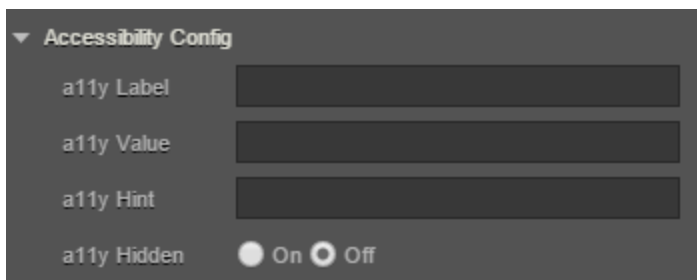 Accessibility Config
a11y Label
a11y Value
a11y Hint
a11y Hidden On Off